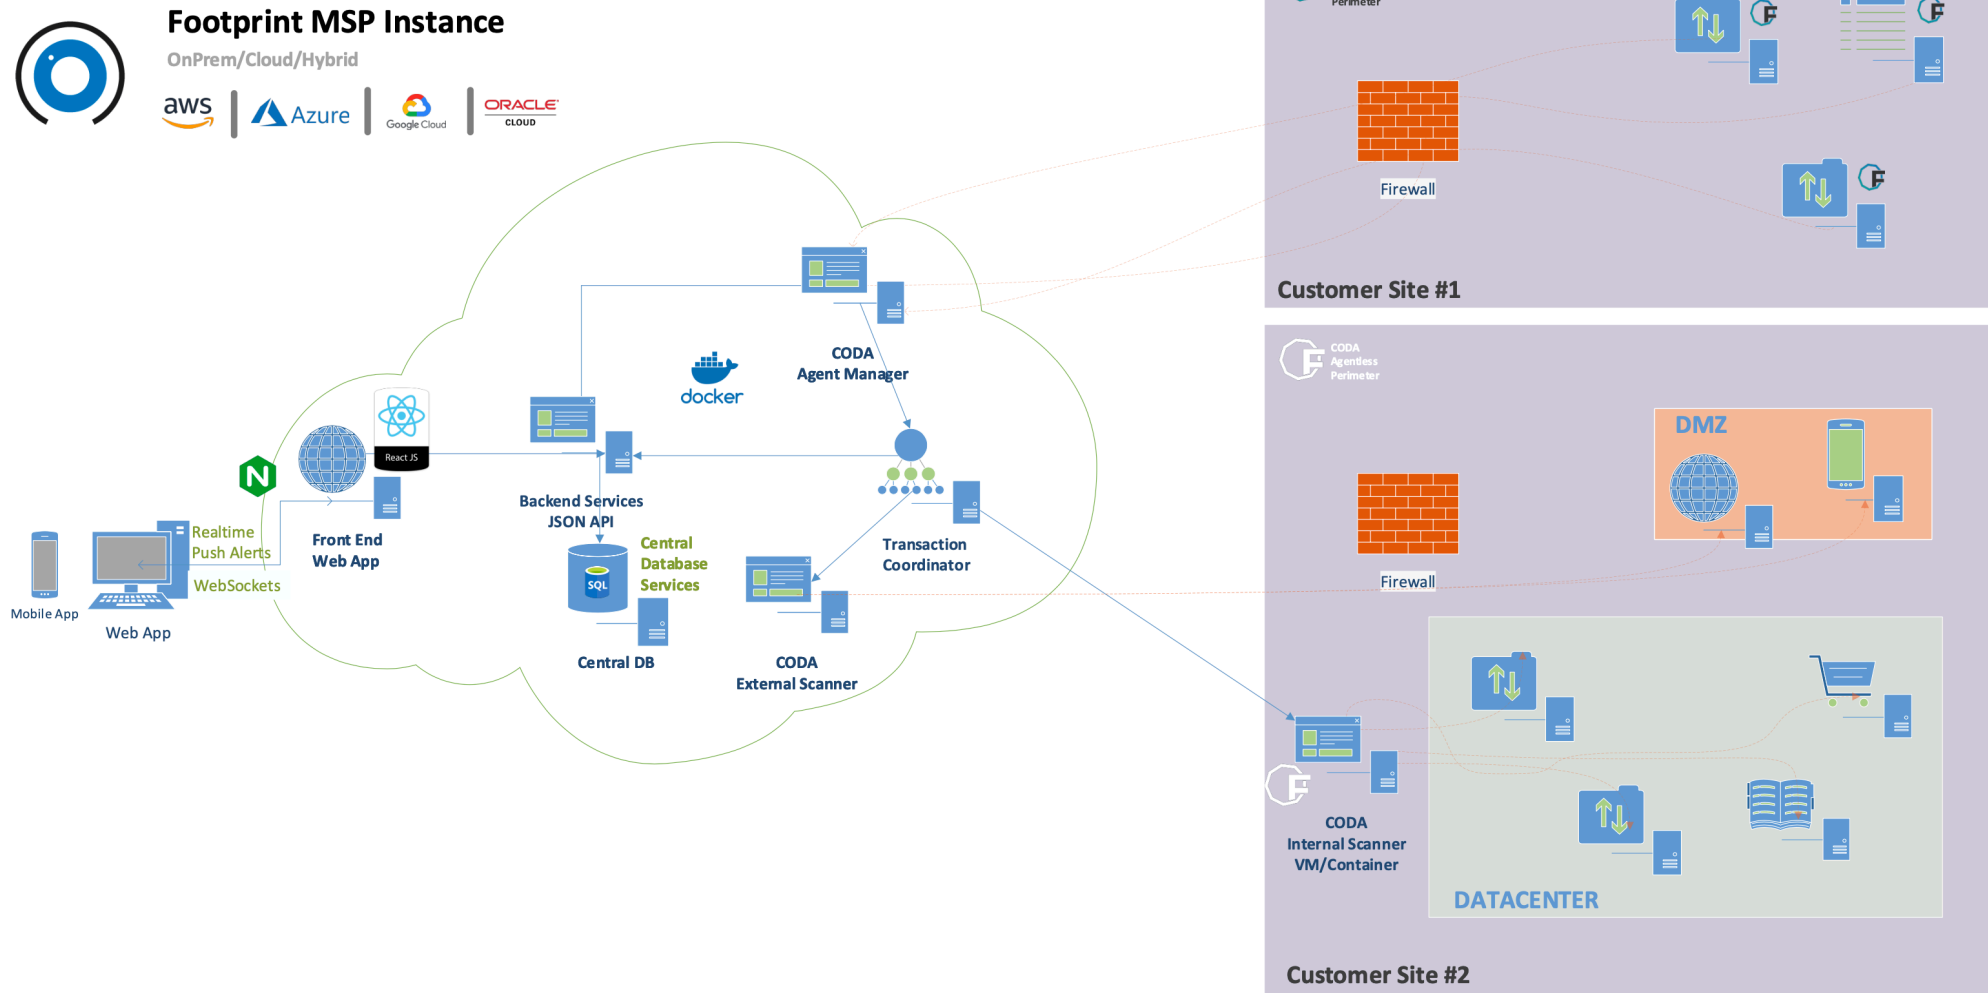 Footprint MSP Instance
OnPrem/Cloud/Hybrid
aws
Azure
Google Cloud
ORACLE
CLOUD
Perimeter
F
F
Firewall
F
Customer Site #1
CODA
Agent Manager
docker
React JS
N
Backend Services
JSON API
Front End
Web App
Realtime
Push Alerts
WebSockets
Mobile App
Web App
SQL
Central
Database
Services
Central DB
Transaction
Coordinator
CODA
External Scanner
F
CODA
Agentless
Perimeter
DMZ
Firewall
F
CODA
Internal Scanner
VM/Container
DATACENTER
Customer Site #2